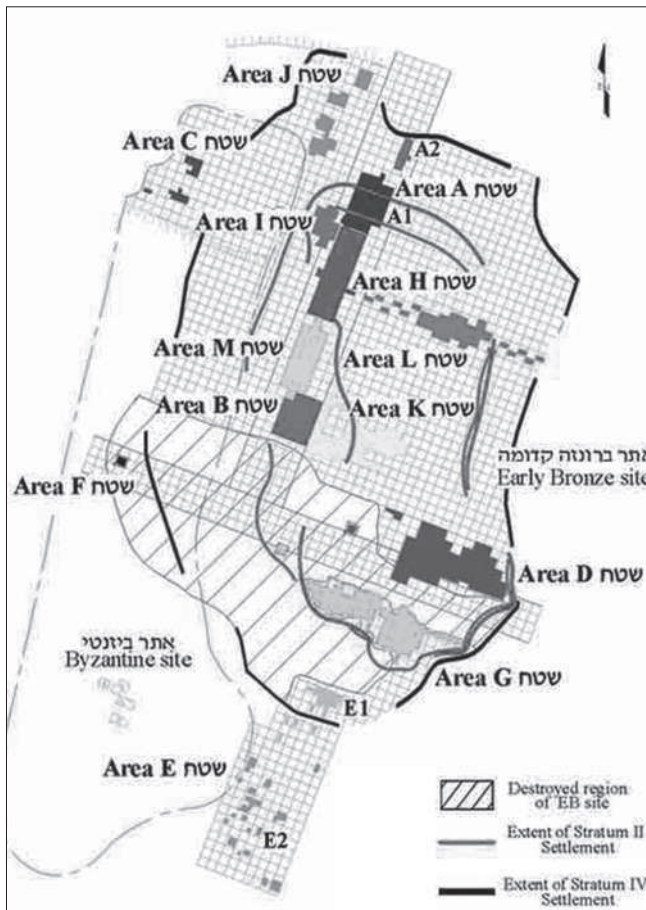 Area J שטח
Area C שטח
A2
Area A שטח
A1
Area I שטח
Area H שטח
Area M שטח
Area L שטח
Area B שטח
Area K שטח
אתר ברונזה קדומה
Early Bronze site
Area F שטח
Area D שטח
אתר ביזנטי
Byzantine site
Area G שטח
E1
Area E שטח
E2
Destroyed region
of EB site
Extent of Stratum II
Settlement
Extent of Stratum IV
Settlement